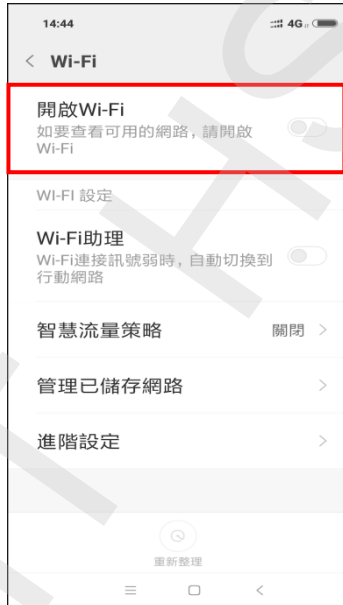 14:44
4G
Wi-Fi
開啟Wi-Fi
如要查看可用的網路，請開啟
Wi-Fi
WI-FI 設定
Wi-Fi助理
Wi-Fi連接訊號弱時，自動切換到
行動網路
智慧流量策略 關閉
管理已儲存網路
進階設定
重新整理